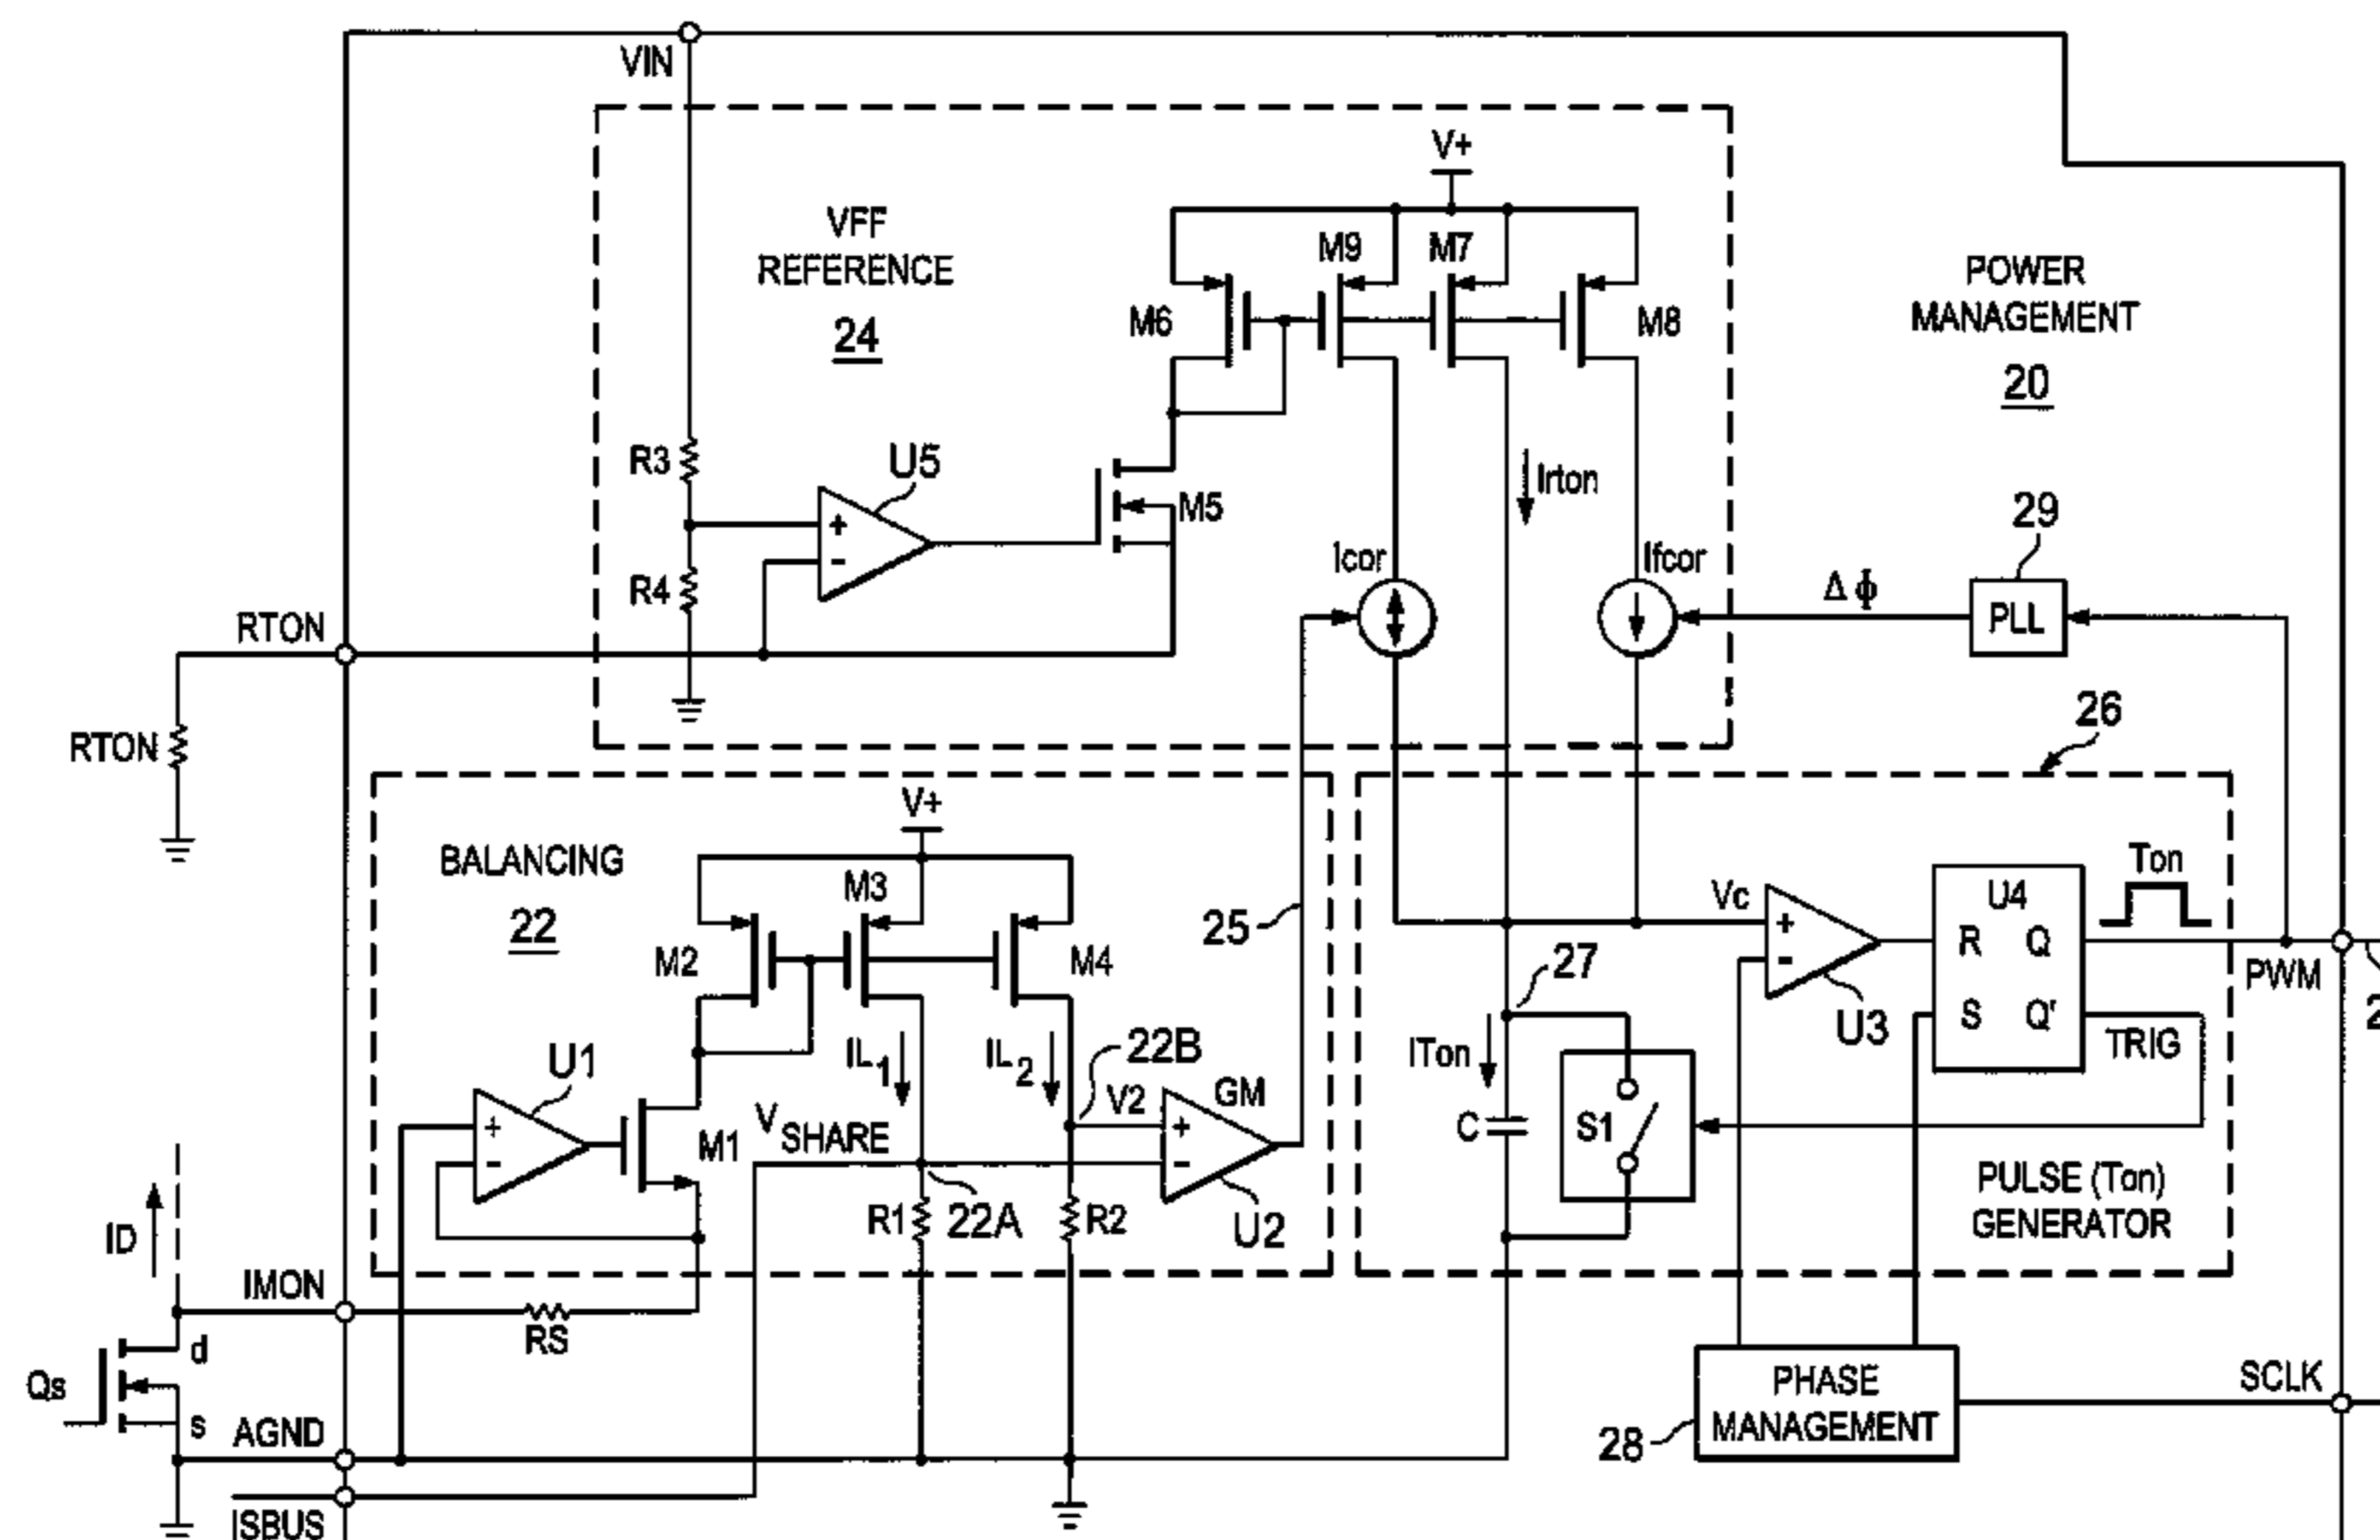 VIN
V+
VFF
REFERENCE
24
M9
M7
M6
M8
POWER
MANAGEMENT
20
R3
U5
M5
Irton
29
R4
Icor
Ifcor
Δ ϕ
PLL
RTON
26
RTON
V+
BALANCING
22
M3
M2
M4
25
Ton
Vc
+
-
U4
R Q
S Q'
27
PWM
U3
TRIG
2
U1
+
-
M1
IL1
IL2
22B
V2
GM
ITon
VSHARE
+
-
C
S1
R1
22A
R2
U2
PULSE (Ton)
GENERATOR
ID
IMON
RS
d
Qs
s
AGND
PHASE
MANAGEMENT
28
SCLK
ISBUS
+
-